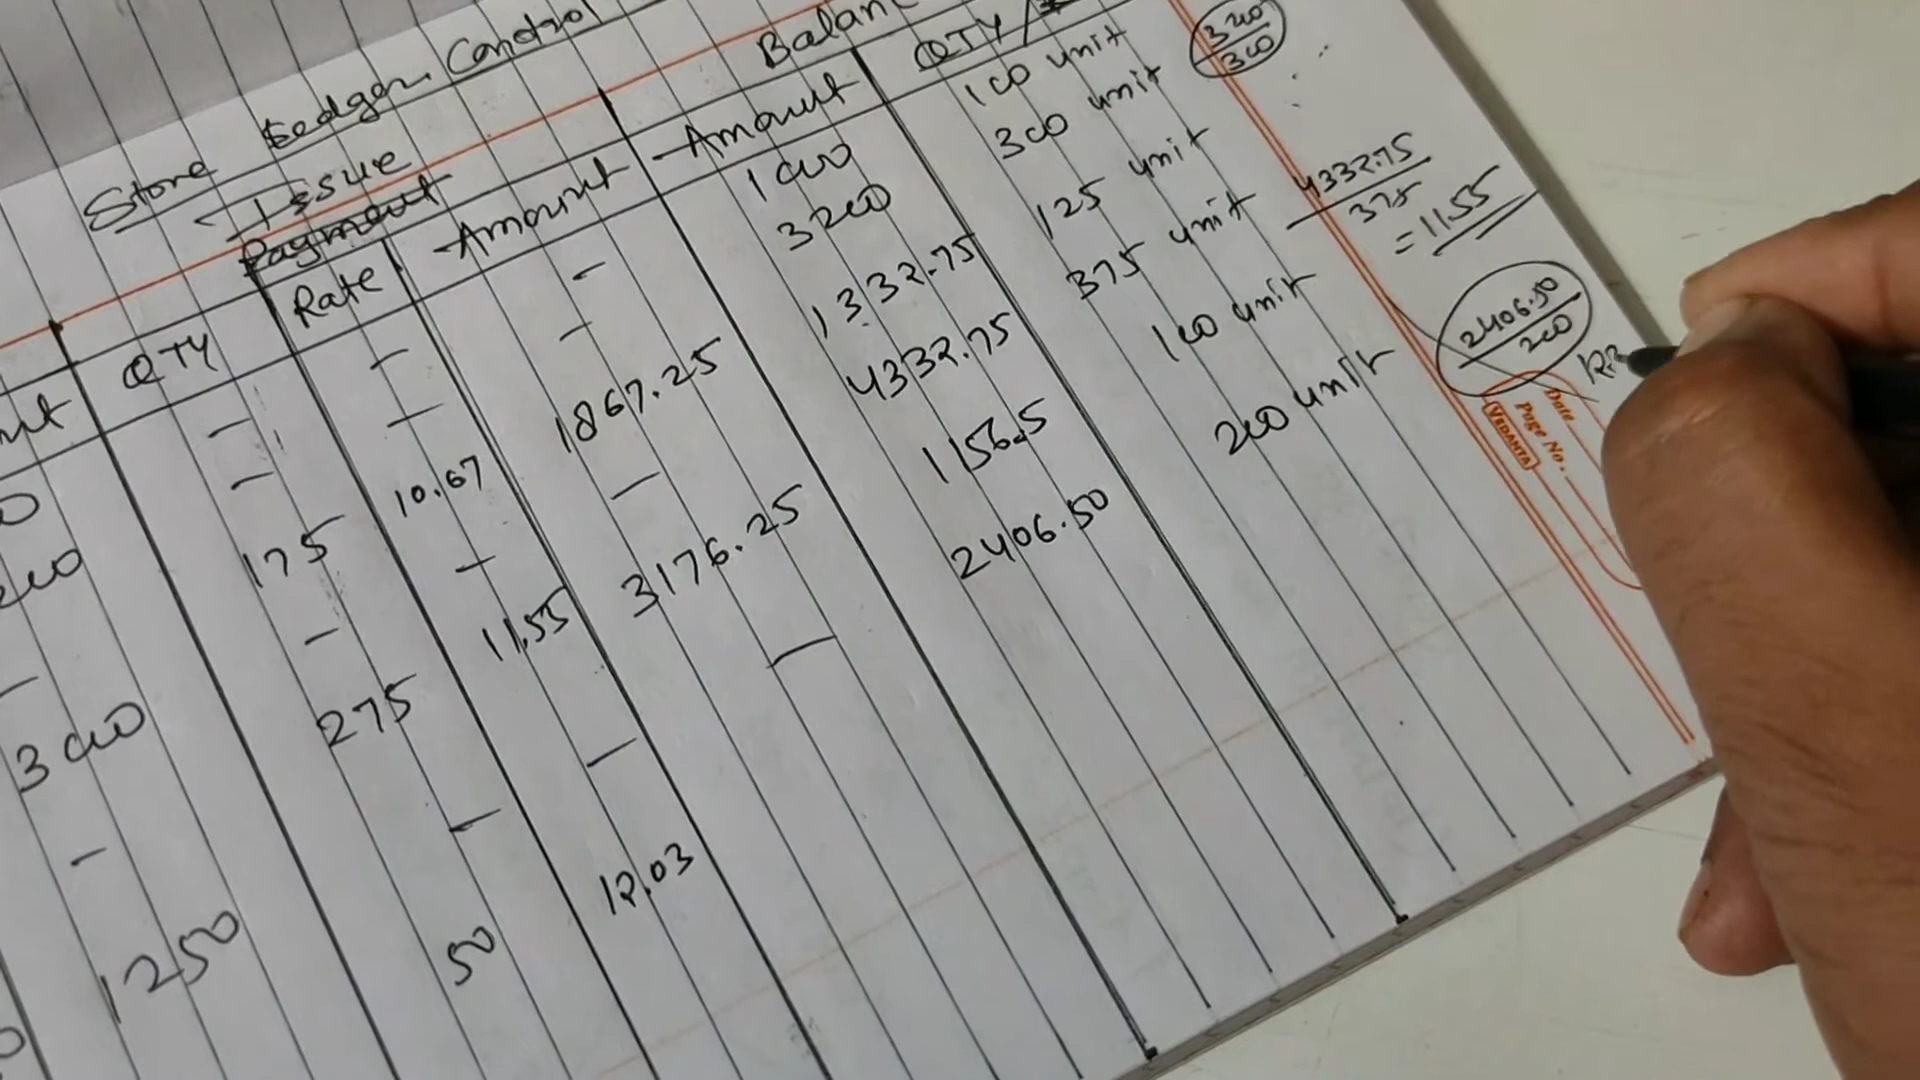 Store Ledger Control
Issue
Payment
Balan
QTY Rate Amount Amount QTY/
- - - 1000 100 unit
- - - 3200 300 unit
175 10.67 1867.25 1332.75 125 unit
3000 - - - 4332.75 375 unit
- 275 11.55 3176.25 1156.5 100 unit
1250 - - - 2406.50 200 unit
50 12.03
3200
300
4332.75
375
= 11.55
2406.50
200
Date
Page No.
VEDANTA